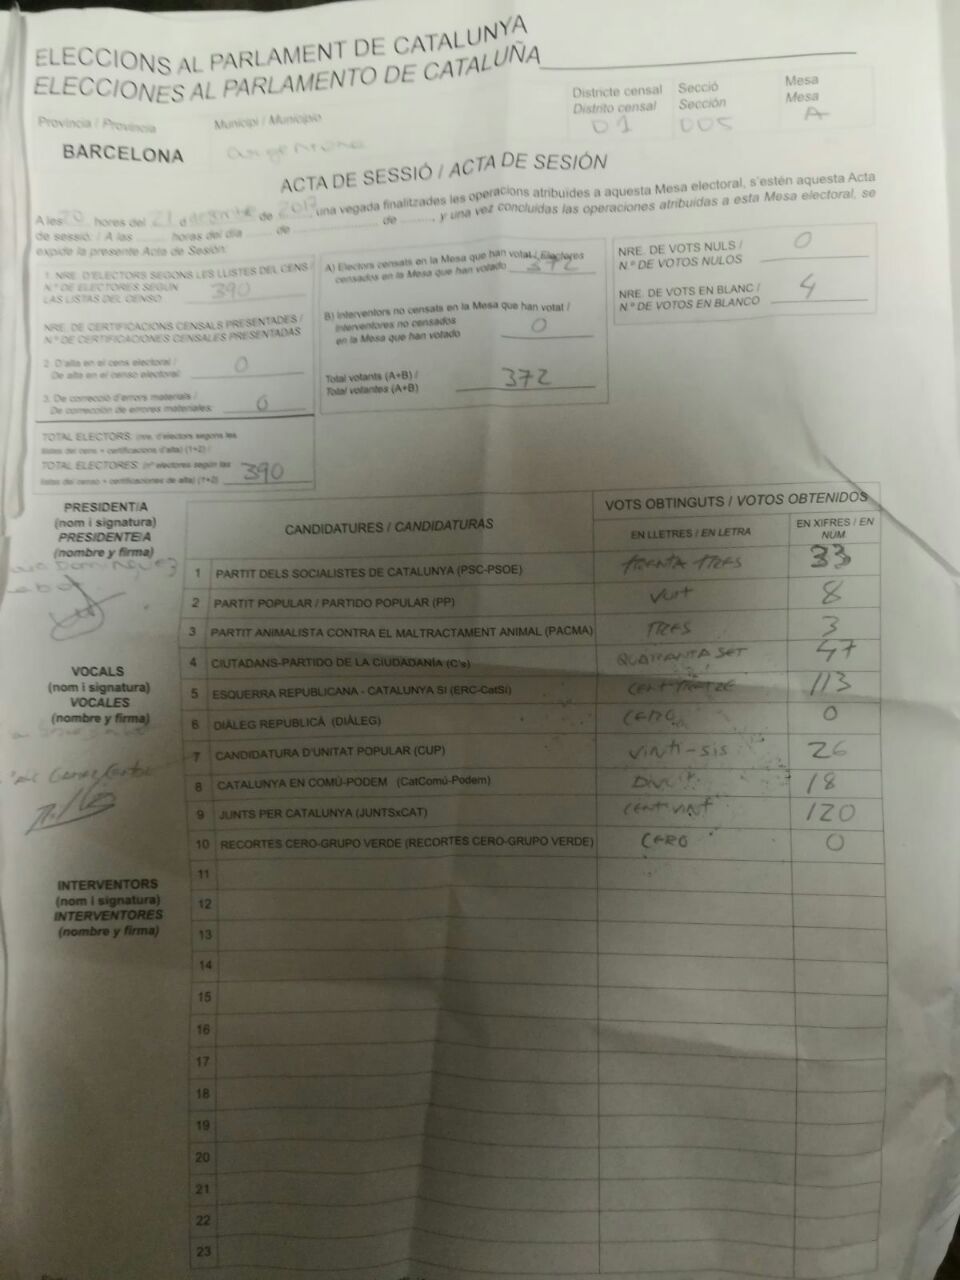 ELECCIONS AL PARLAMENT DE CATALUNYA
ELECCIONES AL PARLAMENTO DE CATALUÑA
Districte censal
Distrito censal
01
Secció
Sección
005
Mesa
Mesa
A
Província / Provincia
BARCELONA
Municipi / Municipio
argentona
ACTA DE SESSIÓ / ACTA DE SESIÓN
A les 20 hores del 21 d de 2017 una vegada finalitzades les operacions atribuïdes a aquesta Mesa electoral, s'estén aquesta Acta
de sessió: / A las ........ horas del día ...... de ........................ de ........, y una vez concluidas las operaciones atribuidas a esta Mesa electoral, se
expide la presente Acta de Sesión:
1. NRE. D'ELECTORS SEGONS LES LLISTES DEL CENS /
N.º DE ELECTORES SEGÚN
LAS LISTAS DEL CENSO
390
NRE. DE CERTIFICACIONS CENSALS PRESENTADES /
N.º DE CERTIFICACIONES CENSALES PRESENTADAS
2. D'alta en el cens electoral /
De alta en el censo electoral:
0
3. De correcció d'errors materials /
De corrección de errores materiales:
0
TOTAL ELECTORS: (nre. d'electors segons les
llistes del cens + certificacions d'alta) (1+2) /
TOTAL ELECTORES: (nº electores según las
listas del censo + certificaciones de alta) (1+2)
390
A) Electors censats en la Mesa que han votat / Electores
censados en la Mesa que han votado
372
B) Interventors no censats en la Mesa que han votat /
Interventores no censados
en la Mesa que han votado
0
Total votants (A+B) /
Total votantes (A+B)
372
NRE. DE VOTS NULS /
N.º DE VOTOS NULOS
0
NRE. DE VOTS EN BLANC /
N.º DE VOTOS EN BLANCO
4
PRESIDENT/A
(nom i signatura)
PRESIDENTE/A
(nombre y firma)
Dominguez
VOCALS
(nom i signatura)
VOCALES
(nombre y firma)
INTERVENTORS
(nom i signatura)
INTERVENTORES
(nombre y firma)
CANDIDATURES / CANDIDATURAS
VOTS OBTINGUTS / VOTOS OBTENIDOS
EN LLETRES / EN LETRA
EN XIFRES / EN
NUM.
1 PARTIT DELS SOCIALISTES DE CATALUNYA (PSC-PSOE) TRENTA TRES 33
2 PARTIT POPULAR / PARTIDO POPULAR (PP) VUIT 8
3 PARTIT ANIMALISTA CONTRA EL MALTRACTAMENT ANIMAL (PACMA) TRES 3
4 CIUTADANS-PARTIDO DE LA CIUDADANÍA (C's) QUARANTA SET 47
5 ESQUERRA REPUBLICANA - CATALUNYA SÍ (ERC-CatSí) CENT TRETZE 113
6 DIÀLEG REPUBLICÀ (DIÀLEG) CERO 0
7 CANDIDATURA D'UNITAT POPULAR (CUP) VINTI-SIS 26
8 CATALUNYA EN COMÚ-PODEM (CatComú-Podem) DIVUIT 18
9 JUNTS PER CATALUNYA (JUNTSxCAT) CENTIVINT 120
10 RECORTES CERO-GRUPO VERDE (RECORTES CERO-GRUPO VERDE) CERO 0
11
12
13
14
15
16
17
18
19
20
21
22
23